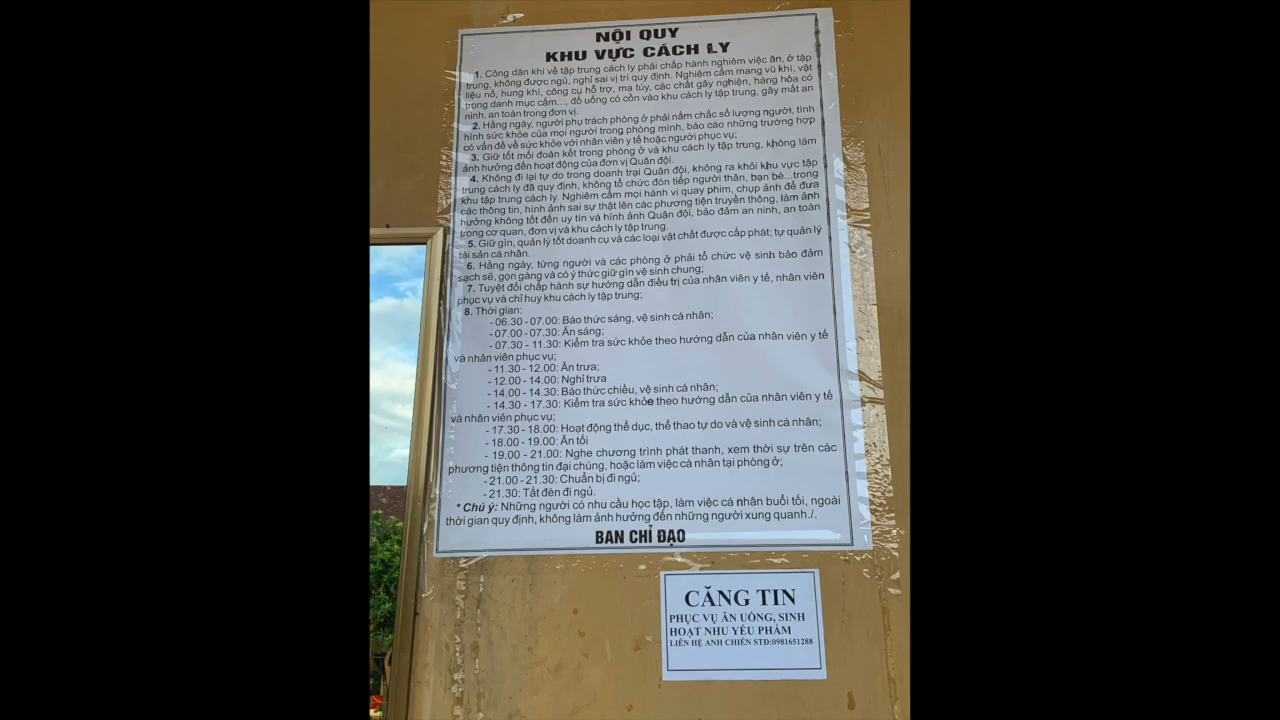 NỘI QUY
KHU VỰC CÁCH LY
1. Công dân khi về tập trung cách ly phải chấp hành nghiêm việc ăn, ở tập
trung, không được ngủ, nghỉ sai vị trí quy định. Nghiêm cấm mang vũ khí, vật
liệu nổ, hung khí, công cụ hỗ trợ, ma túy, các chất gây nghiện, hàng hóa có
trong danh mục cấm..., đồ uống có cồn vào khu cách ly tập trung, gây mất an
ninh, an toàn trong đơn vị.
2. Hằng ngày, người phụ trách phòng ở phải nắm chắc số lượng người, tình
hình sức khỏe của mọi người trong phòng mình, báo cáo những trường hợp
có vấn đề về sức khỏe với nhân viên y tế hoặc người phục vụ;
3. Giữ tốt mối đoàn kết trong phòng ở và khu cách ly tập trung, không làm
ảnh hưởng đến hoạt động của đơn vị Quân đội.
4. Không đi lại tự do trong doanh trại Quân đội, không ra khỏi khu vực tập
trung cách ly đã quy định, không tổ chức đón tiếp người thân, bạn bè...trong
khu tập trung cách ly. Nghiêm cấm mọi hành vi quay phim, chụp ảnh để đưa
các thông tin, hình ảnh sai sự thật lên các phương tiện truyền thông, làm ảnh
hưởng không tốt đến uy tín và hình ảnh Quân đội, bảo đảm an ninh, an toàn
trong cơ quan, đơn vị và khu cách ly tập trung.
5. Giữ gìn, quản lý tốt doanh cụ và các loại vật chất được cấp phát; tự quản lý
tài sản cá nhân.
6. Hằng ngày, từng người và các phòng ở phải tổ chức vệ sinh bảo đảm
sạch sẽ, gọn gàng và có ý thức giữ gìn vệ sinh chung;
7. Tuyệt đối chấp hành sự hướng dẫn điều trị của nhân viên y tế, nhân viên
phục vụ và chỉ huy khu cách ly tập trung;
8. Thời gian:
- 06.30 - 07.00: Báo thức sáng, vệ sinh cá nhân;
- 07.00 - 07.30: Ăn sáng;
- 07.30 - 11.30: Kiểm tra sức khỏe theo hướng dẫn của nhân viên y tế
và nhân viên phục vụ;
- 11.30 - 12.00: Ăn trưa;
- 12.00 - 14.00: Nghỉ trưa
- 14.00 - 14.30: Báo thức chiều, vệ sinh cá nhân;
- 14.30 - 17.30: Kiểm tra sức khỏe theo hướng dẫn của nhân viên y tế
và nhân viên phục vụ;
- 17.30 - 18.00: Hoạt động thể dục, thể thao tự do và vệ sinh cá nhân;
- 18.00 - 19.00: Ăn tối
- 19.00 - 21.00: Nghe chương trình phát thanh, xem thời sự trên các
phương tiện thông tin đại chúng, hoặc làm việc cá nhân tại phòng ở;
- 21.00 - 21.30: Chuẩn bị đi ngủ;
- 21.30: Tắt đèn đi ngủ.
* Chú ý: Những người có nhu cầu học tập, làm việc cá nhân buổi tối, ngoài
thời gian quy định, không làm ảnh hưởng đến những người xung quanh./.
BAN CHỈ ĐẠO
CĂNG TIN
PHỤC VỤ ĂN UỐNG, SINH
HOẠT NHU YẾU PHẨM
LIÊN HỆ ANH CHIẾN STĐ:0981651288